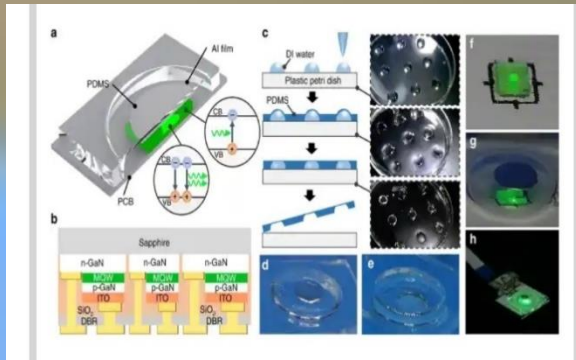 a
Al film
PDMS
CB
VB
CB
VB
PCB
b
Sapphire
n-GaN n-GaN n-GaN
MQW MQW MQW
p-GaN p-GaN p-GaN
ITO ITO ITO
SiO2 SiO2
DBR DBR
c
DI water
Plastic petri dish
PDMS
d
e
f
g
h